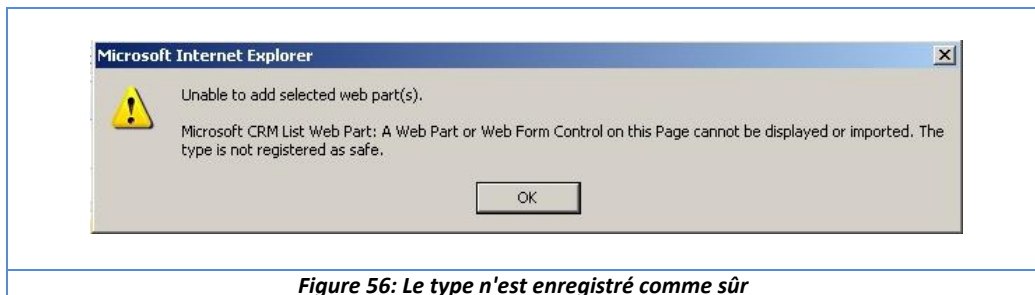 Microsoft Internet Explorer
Unable to add selected web part(s).
Microsoft CRM List Web Part: A Web Part or Web Form Control on this Page cannot be displayed or imported. The
type is not registered as safe.
OK
Figure 56: Le type n'est enregistré comme sûr